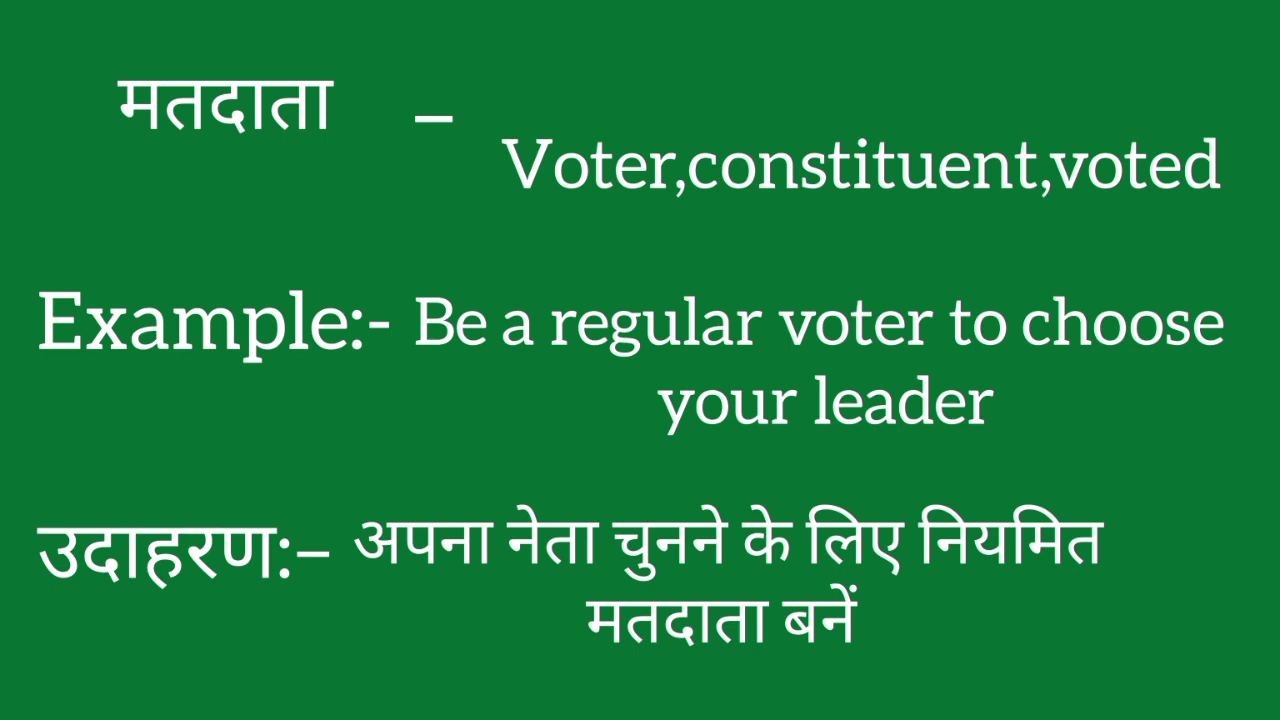 मतदाता –
Voter,constituent,voted
Example:- Be a regular voter to choose
your leader
उदाहरण:– अपना नेता चुनने के लिए नियमित
मतदाता बनें